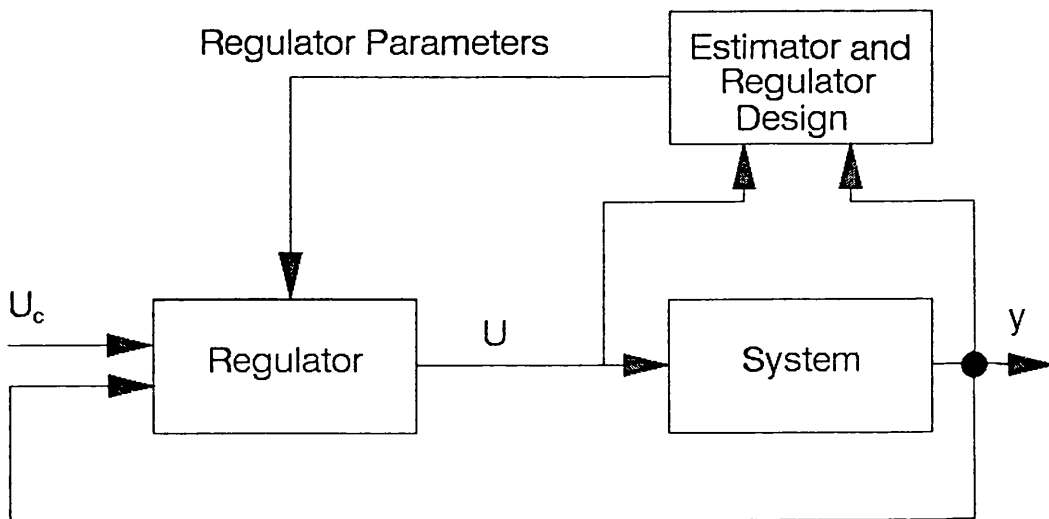 Regulator Parameters
Estimator and
Regulator
Design
U_c
Regulator
U
System
y